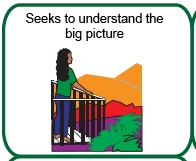 Seeks to understand the
big picture